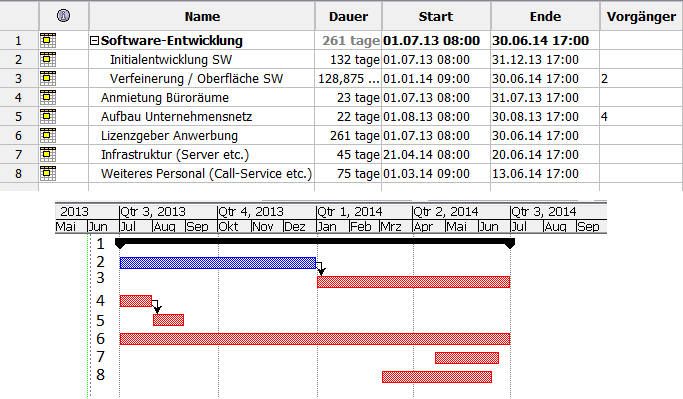 Name Dauer Start Ende Vorgänger
1 Software-Entwicklung 261 tage 01.07.13 08:00 30.06.14 17:00
2 Initialentwicklung SW 132 tage 01.07.13 08:00 31.12.13 17:00
3 Verfeinerung / Oberfläche SW 128,875 ... 01.01.14 09:00 30.06.14 17:00 2
4 Anmietung Büroräume 23 tage 01.07.13 08:00 31.07.13 17:00
5 Aufbau Unternehmensnetz 22 tage 01.08.13 08:00 30.08.13 17:00 4
6 Lizenzgeber Anwerbung 261 tage 01.07.13 08:00 30.06.14 17:00
7 Infrastruktur (Server etc.) 45 tage 21.04.14 08:00 20.06.14 17:00
8 Weiteres Personal (Call-Service etc.) 75 tage 01.03.14 09:00 13.06.14 17:00
2013 Qtr 3, 2013 Qtr 4, 2013 Qtr 1, 2014 Qtr 2, 2014 Qtr 3, 2014
Mai Jun Jul Aug Sep Okt Nov Dez Jan Feb Mrz Apr Mai Jun Jul Aug Sep
1
2
3
4
5
6
7
8